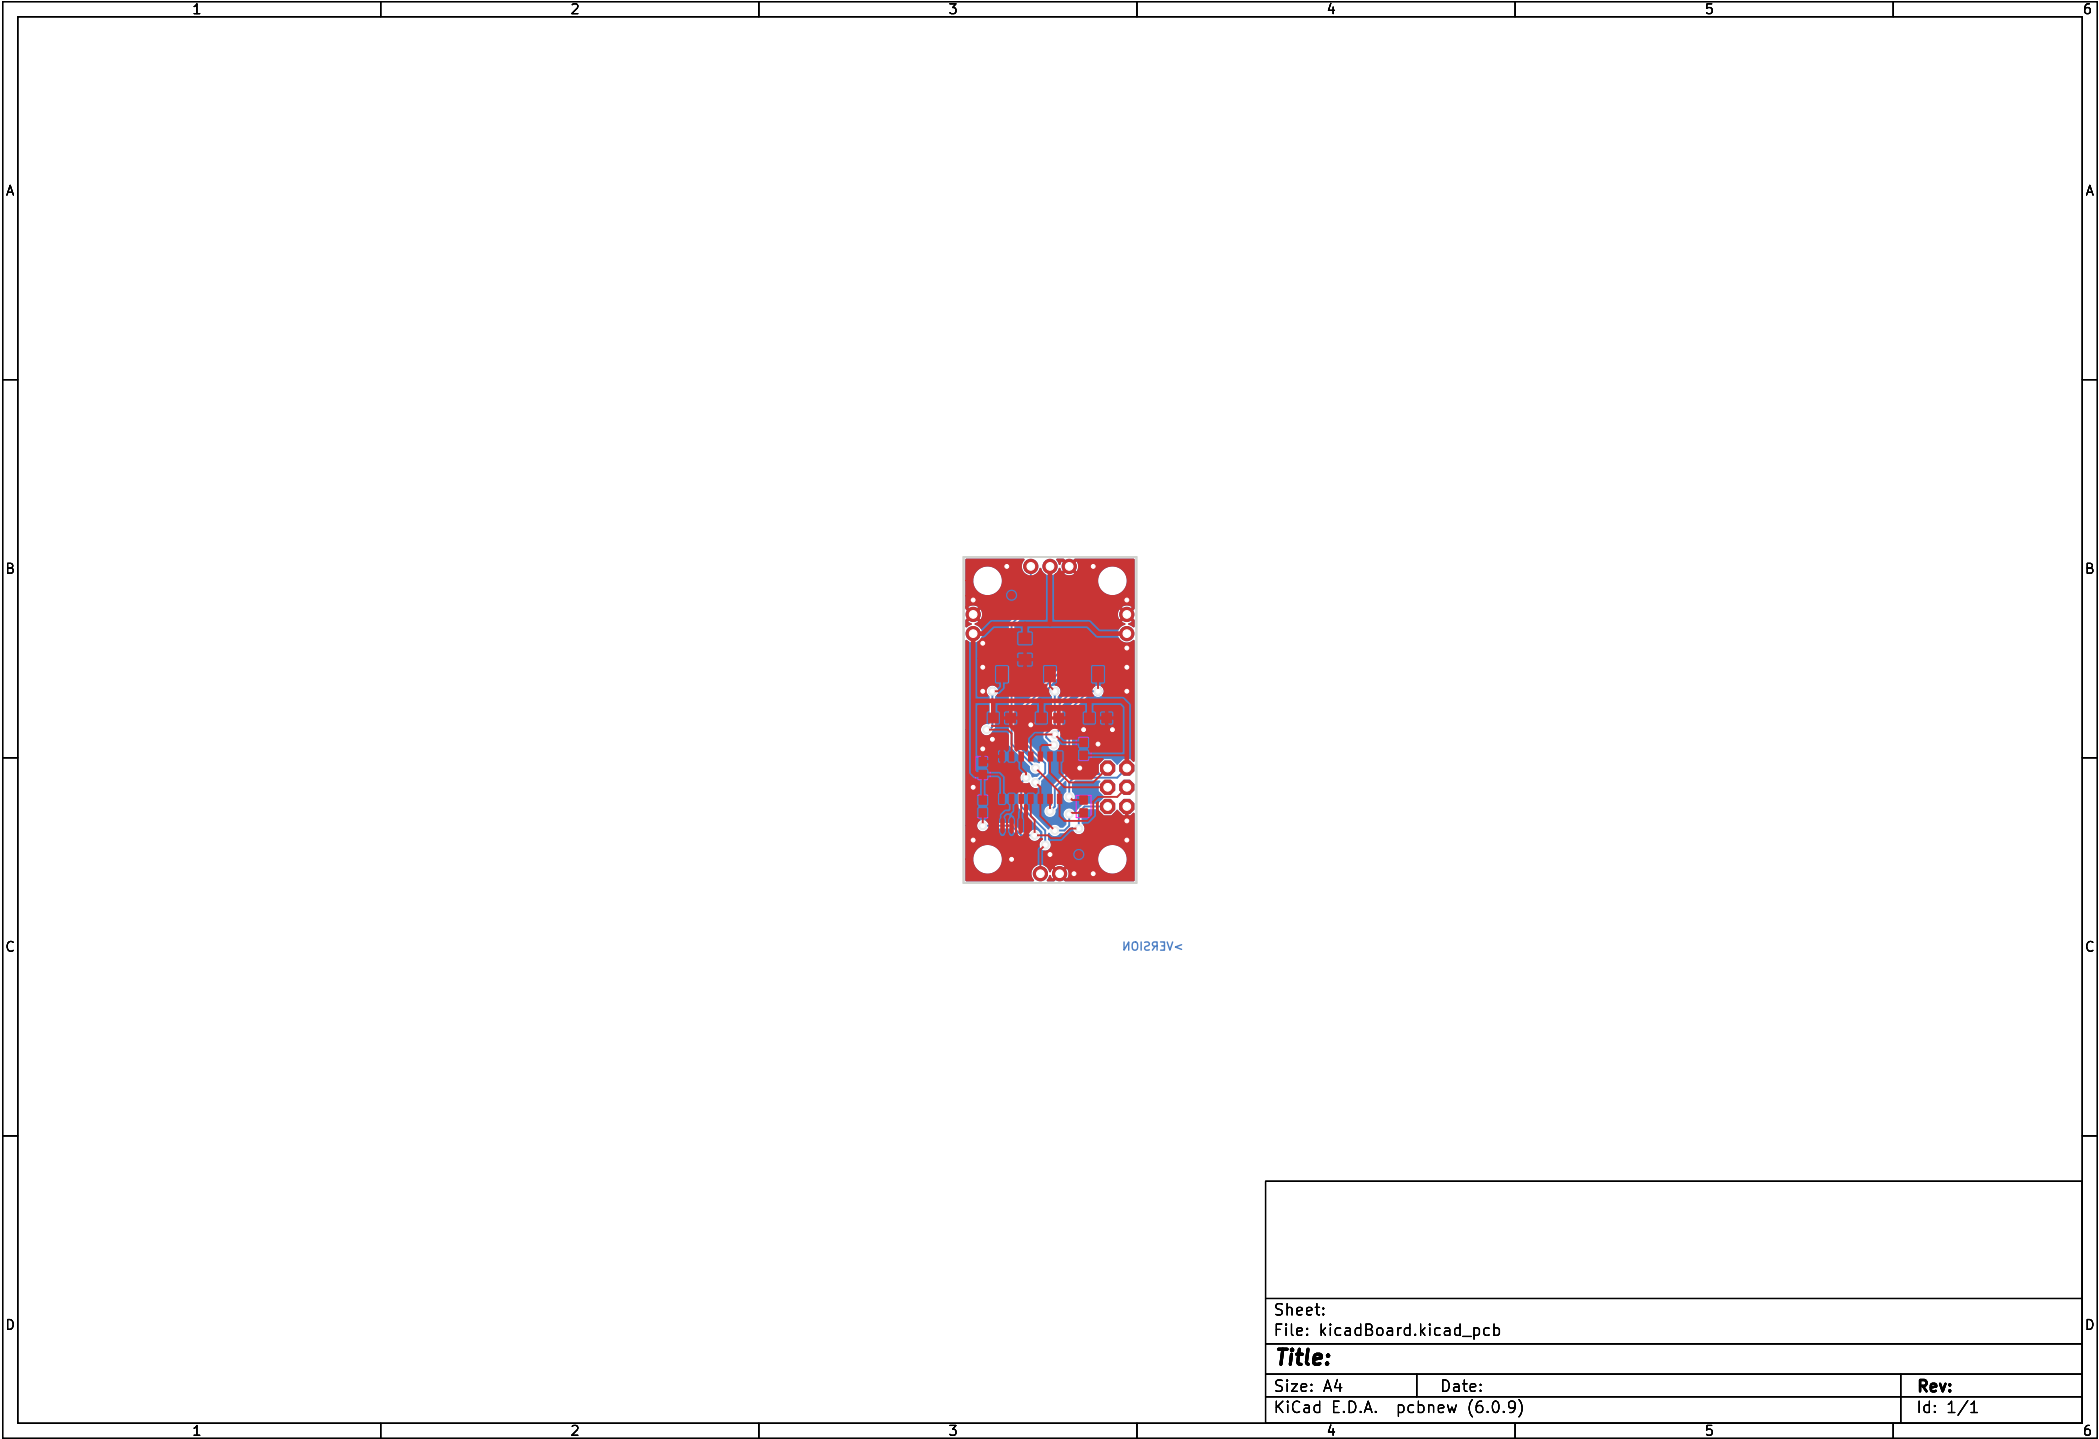 1 2 3 4 5 6
A A
B B
>VERSION
C C
Sheet:
File: kicadBoard.kicad_pcb
D D
Title:
Size: A4 Date: Rev:
KiCad E.D.A. pcbnew (6.0.9) Id: 1/1
1 2 3 4 5 6